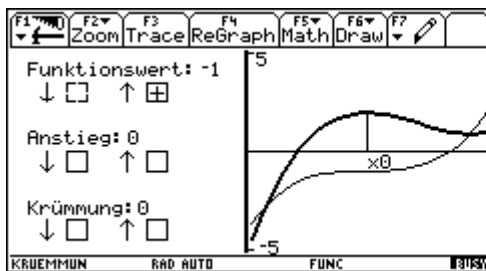 F1 F2 F3 F4 F5 F6 F7
Zoom Trace ReGraph Math Draw
5
Funktionswert: -1
↓ ↑
Anstieg: 0
↓ ↑
x0
Krümmung: 0
↓ ↑
-5
KRUEMMUN RAD AUTO FUNC BUSY